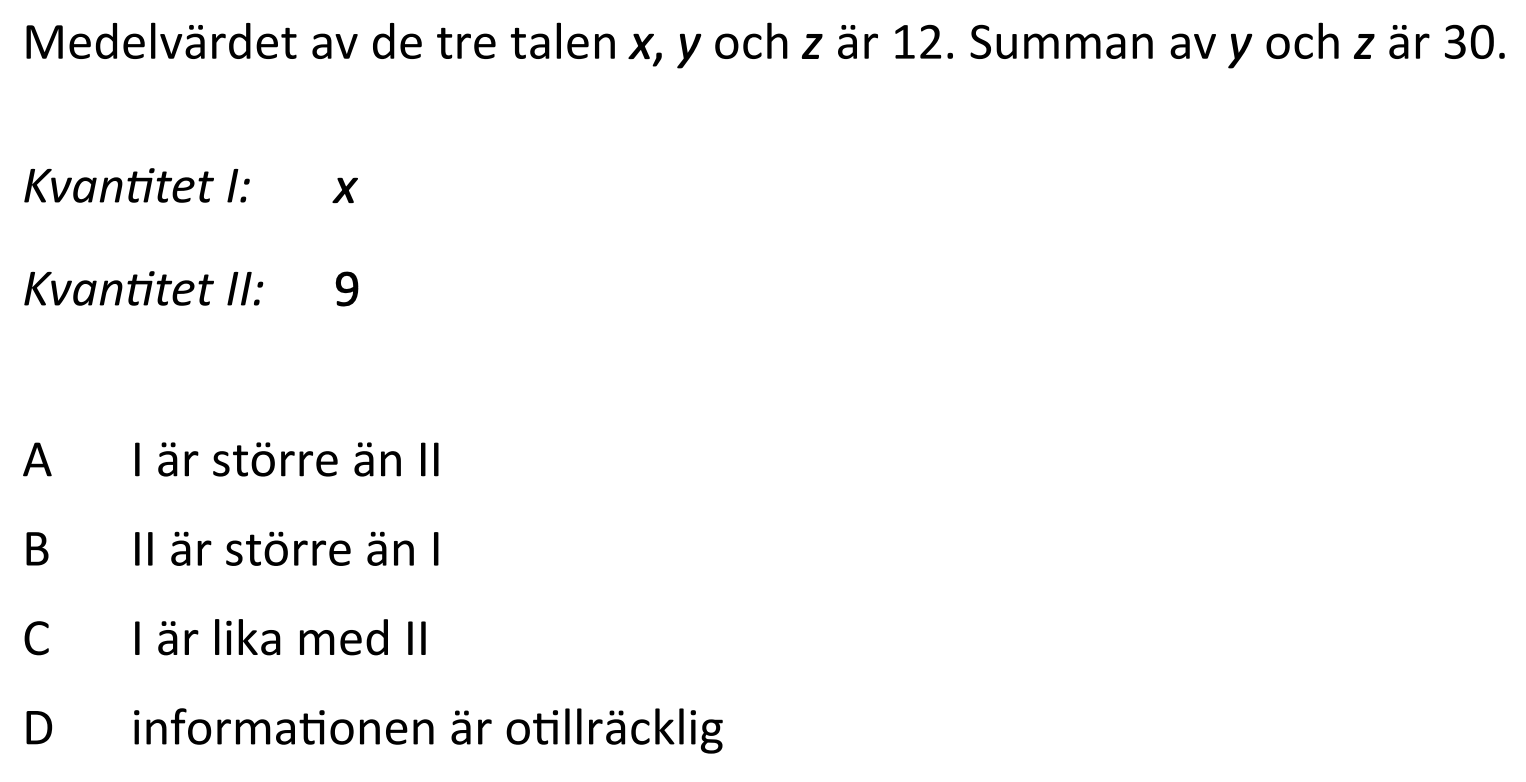 Medelvärdet av de tre talen x, y och z är 12. Summan av y och z är 30.
Kvantitet I: x
Kvantitet II: 9
A I är större än II
B II är större än I
C I är lika med II
D informationen är otillräcklig